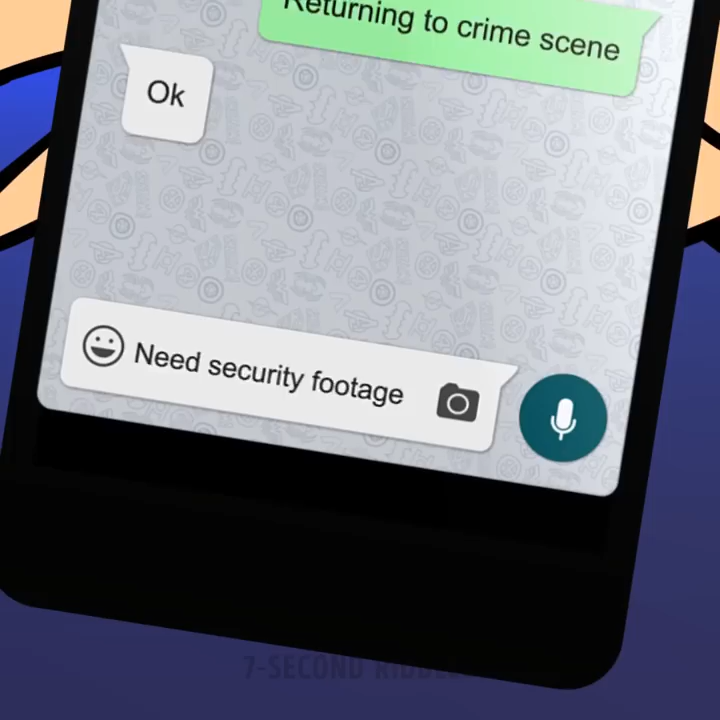 Returning to crime scene
Ok
Need security footage
7-SECOND RIDDLES